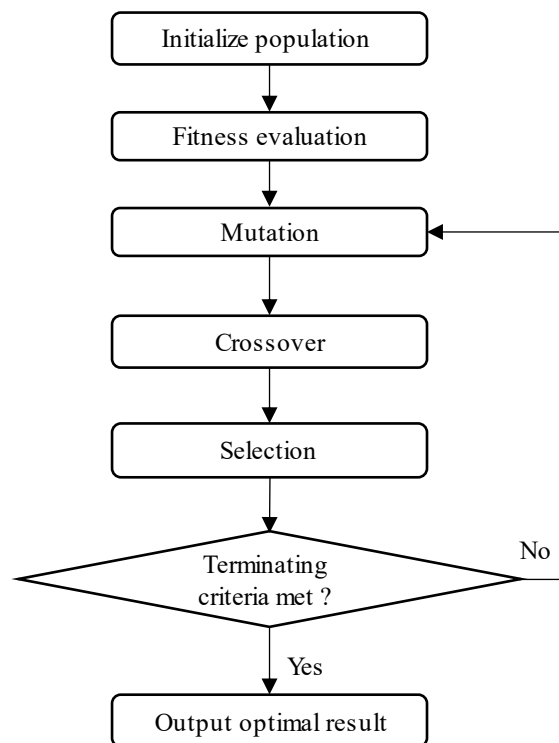 Initialize population
Fitness evaluation
Mutation
Crossover
Selection
Terminating
criteria met ?
No
Yes
Output optimal result